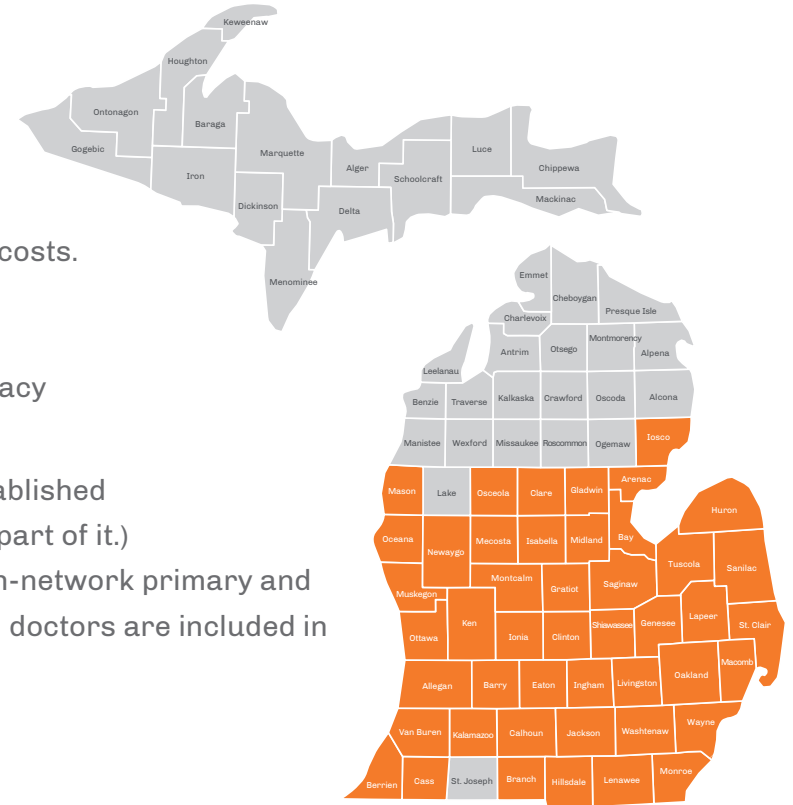 Keweenaw
Houghton
Ontonagon
Baraga
Gogebic
Marquette
Iron
Alger
Luce
Chippewa
Schoolcraft
Dickinson
Delta
Mackinac
costs.
Menominee
Emmet
Cheboygan
Presque Isle
Charlevoix
Montmorency
Antrim
Otsego
Alpena
Leelanau
acy
Benzie
Traverse
Kalkaska
Crawford
Oscoda
Alcona
Manistee
Wexford
Missaukee
Roscommon
Ogemaw
Iosco
ablished
Mason
Lake
Osceola
Clare
Gladwin
Arenac
Huron
part of it.)
Oceana
Newaygo
Mecosta
Isabella
Midland
Bay
Tuscola
Sanilac
n-network primary and
Muskegon
Montcalm
Gratiot
Saginaw
doctors are included in
Ottawa
Ken
Ionia
Clinton
Shiawassee
Genesee
Lapeer
St. Clair
Allegan
Barry
Eaton
Ingham
Livingston
Oakland
Macomb
Van Buren
Kalamazoo
Calhoun
Jackson
Washtenaw
Wayne
Berrien
Cass
St. Joseph
Branch
Hillsdale
Lenawee
Monroe